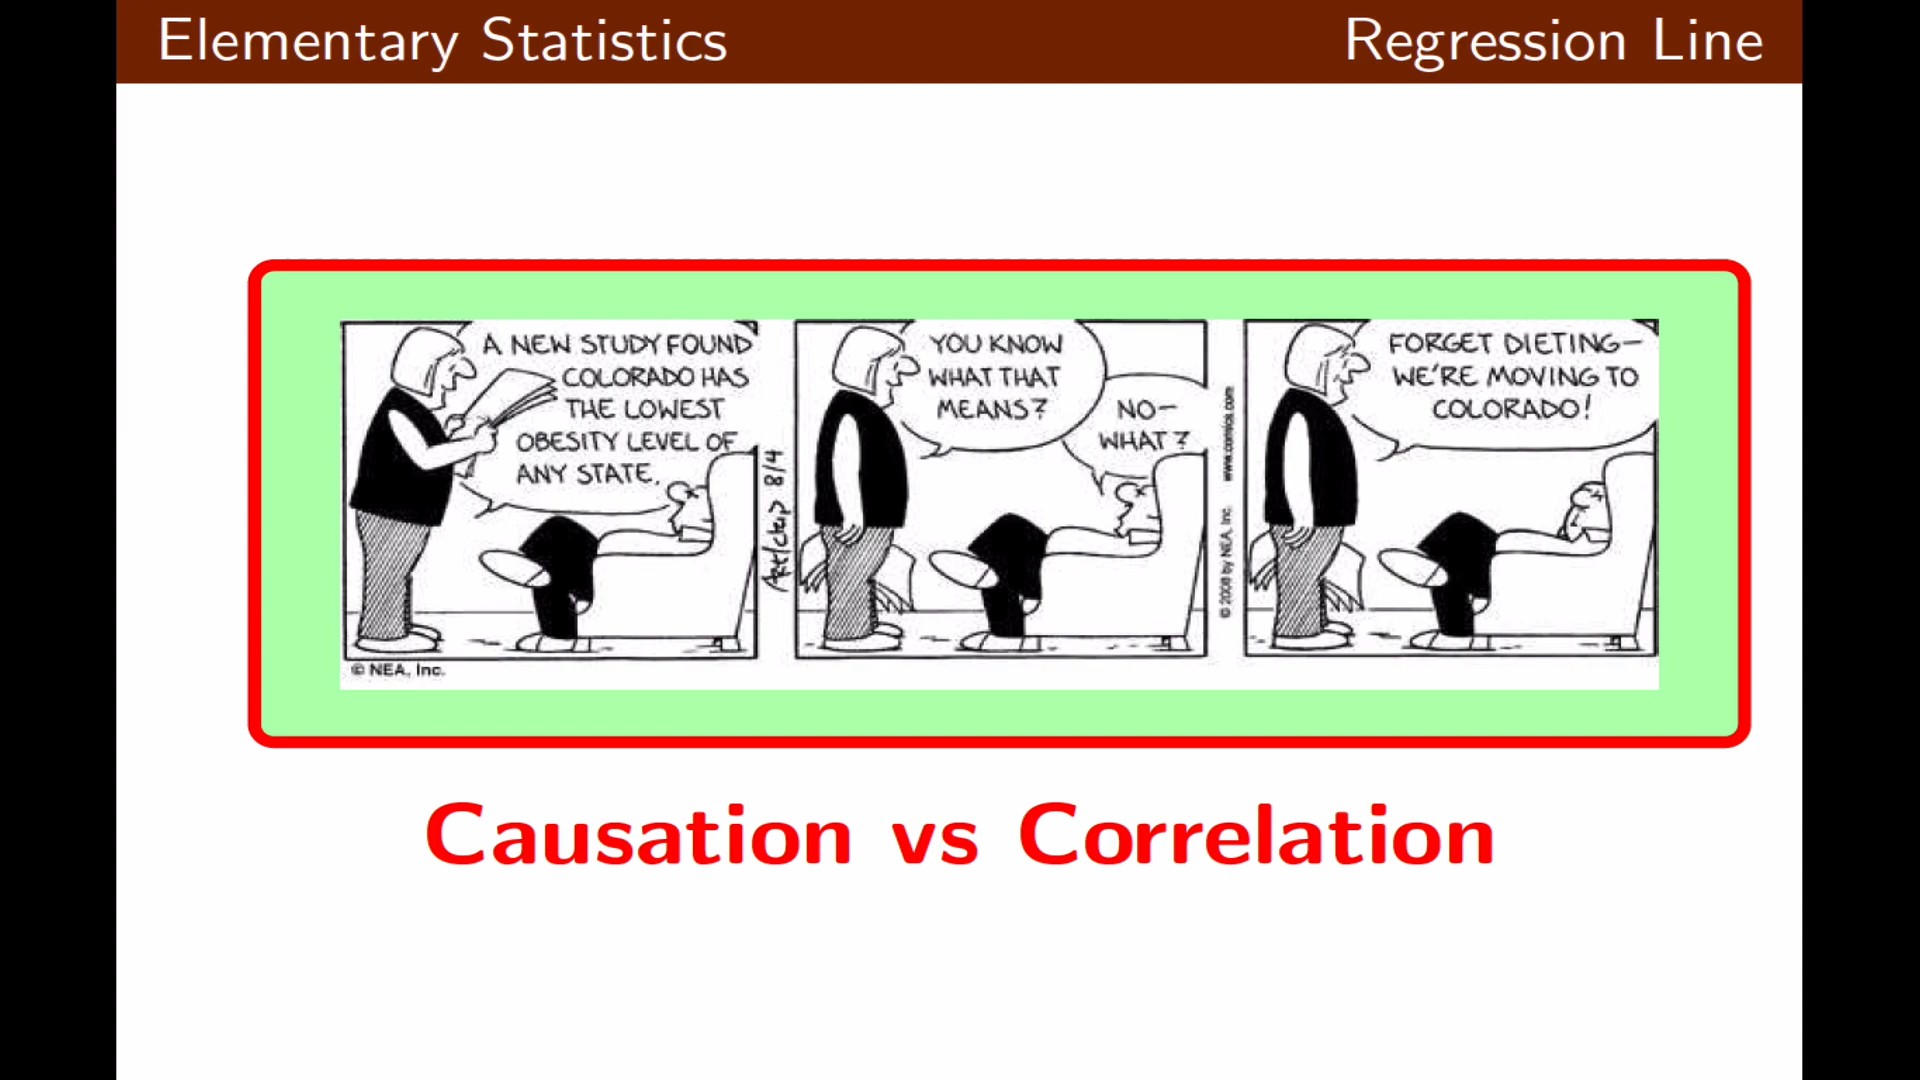 Elementary Statistics
Regression Line
A NEW STUDY FOUND
COLORADO HAS
THE LOWEST
OBESITY LEVEL OF
ANY STATE.
8/4
© NEA, Inc.
YOU KNOW
WHAT THAT
MEANS?
NO-
WHAT?
© 2008 by NEA, Inc. www.comics.com
FORGET DIETING-
WE'RE MOVING TO
COLORADO!
Causation vs Correlation